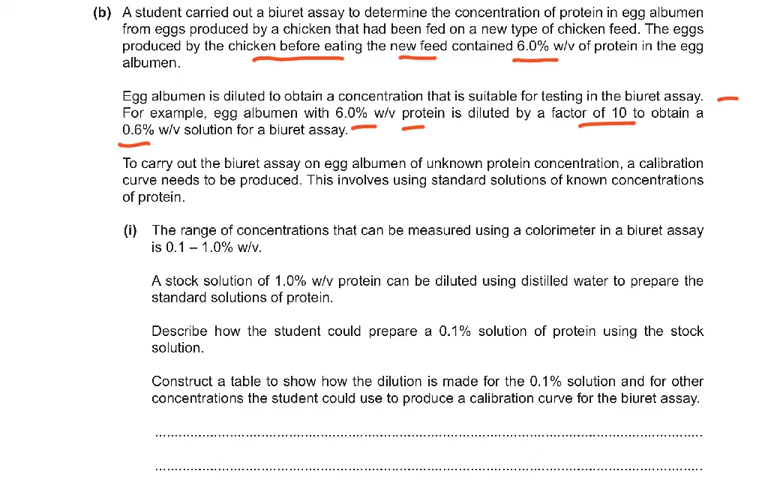 (b) A student carried out a biuret assay to determine the concentration of protein in egg albumen
from eggs produced by a chicken that had been fed on a new type of chicken feed. The eggs
produced by the chicken before eating the new feed contained 6.0% w/v of protein in the egg
albumen.
Egg albumen is diluted to obtain a concentration that is suitable for testing in the biuret assay.
For example, egg albumen with 6.0% w/v protein is diluted by a factor of 10 to obtain a
0.6% w/v solution for a biuret assay.
To carry out the biuret assay on egg albumen of unknown protein concentration, a calibration
curve needs to be produced. This involves using standard solutions of known concentrations
of protein.
(i) The range of concentrations that can be measured using a colorimeter in a biuret assay
is 0.1 – 1.0% w/v.
A stock solution of 1.0% w/v protein can be diluted using distilled water to prepare the
standard solutions of protein.
Describe how the student could prepare a 0.1% solution of protein using the stock
solution.
Construct a table to show how the dilution is made for the 0.1% solution and for other
concentrations the student could use to produce a calibration curve for the biuret assay.